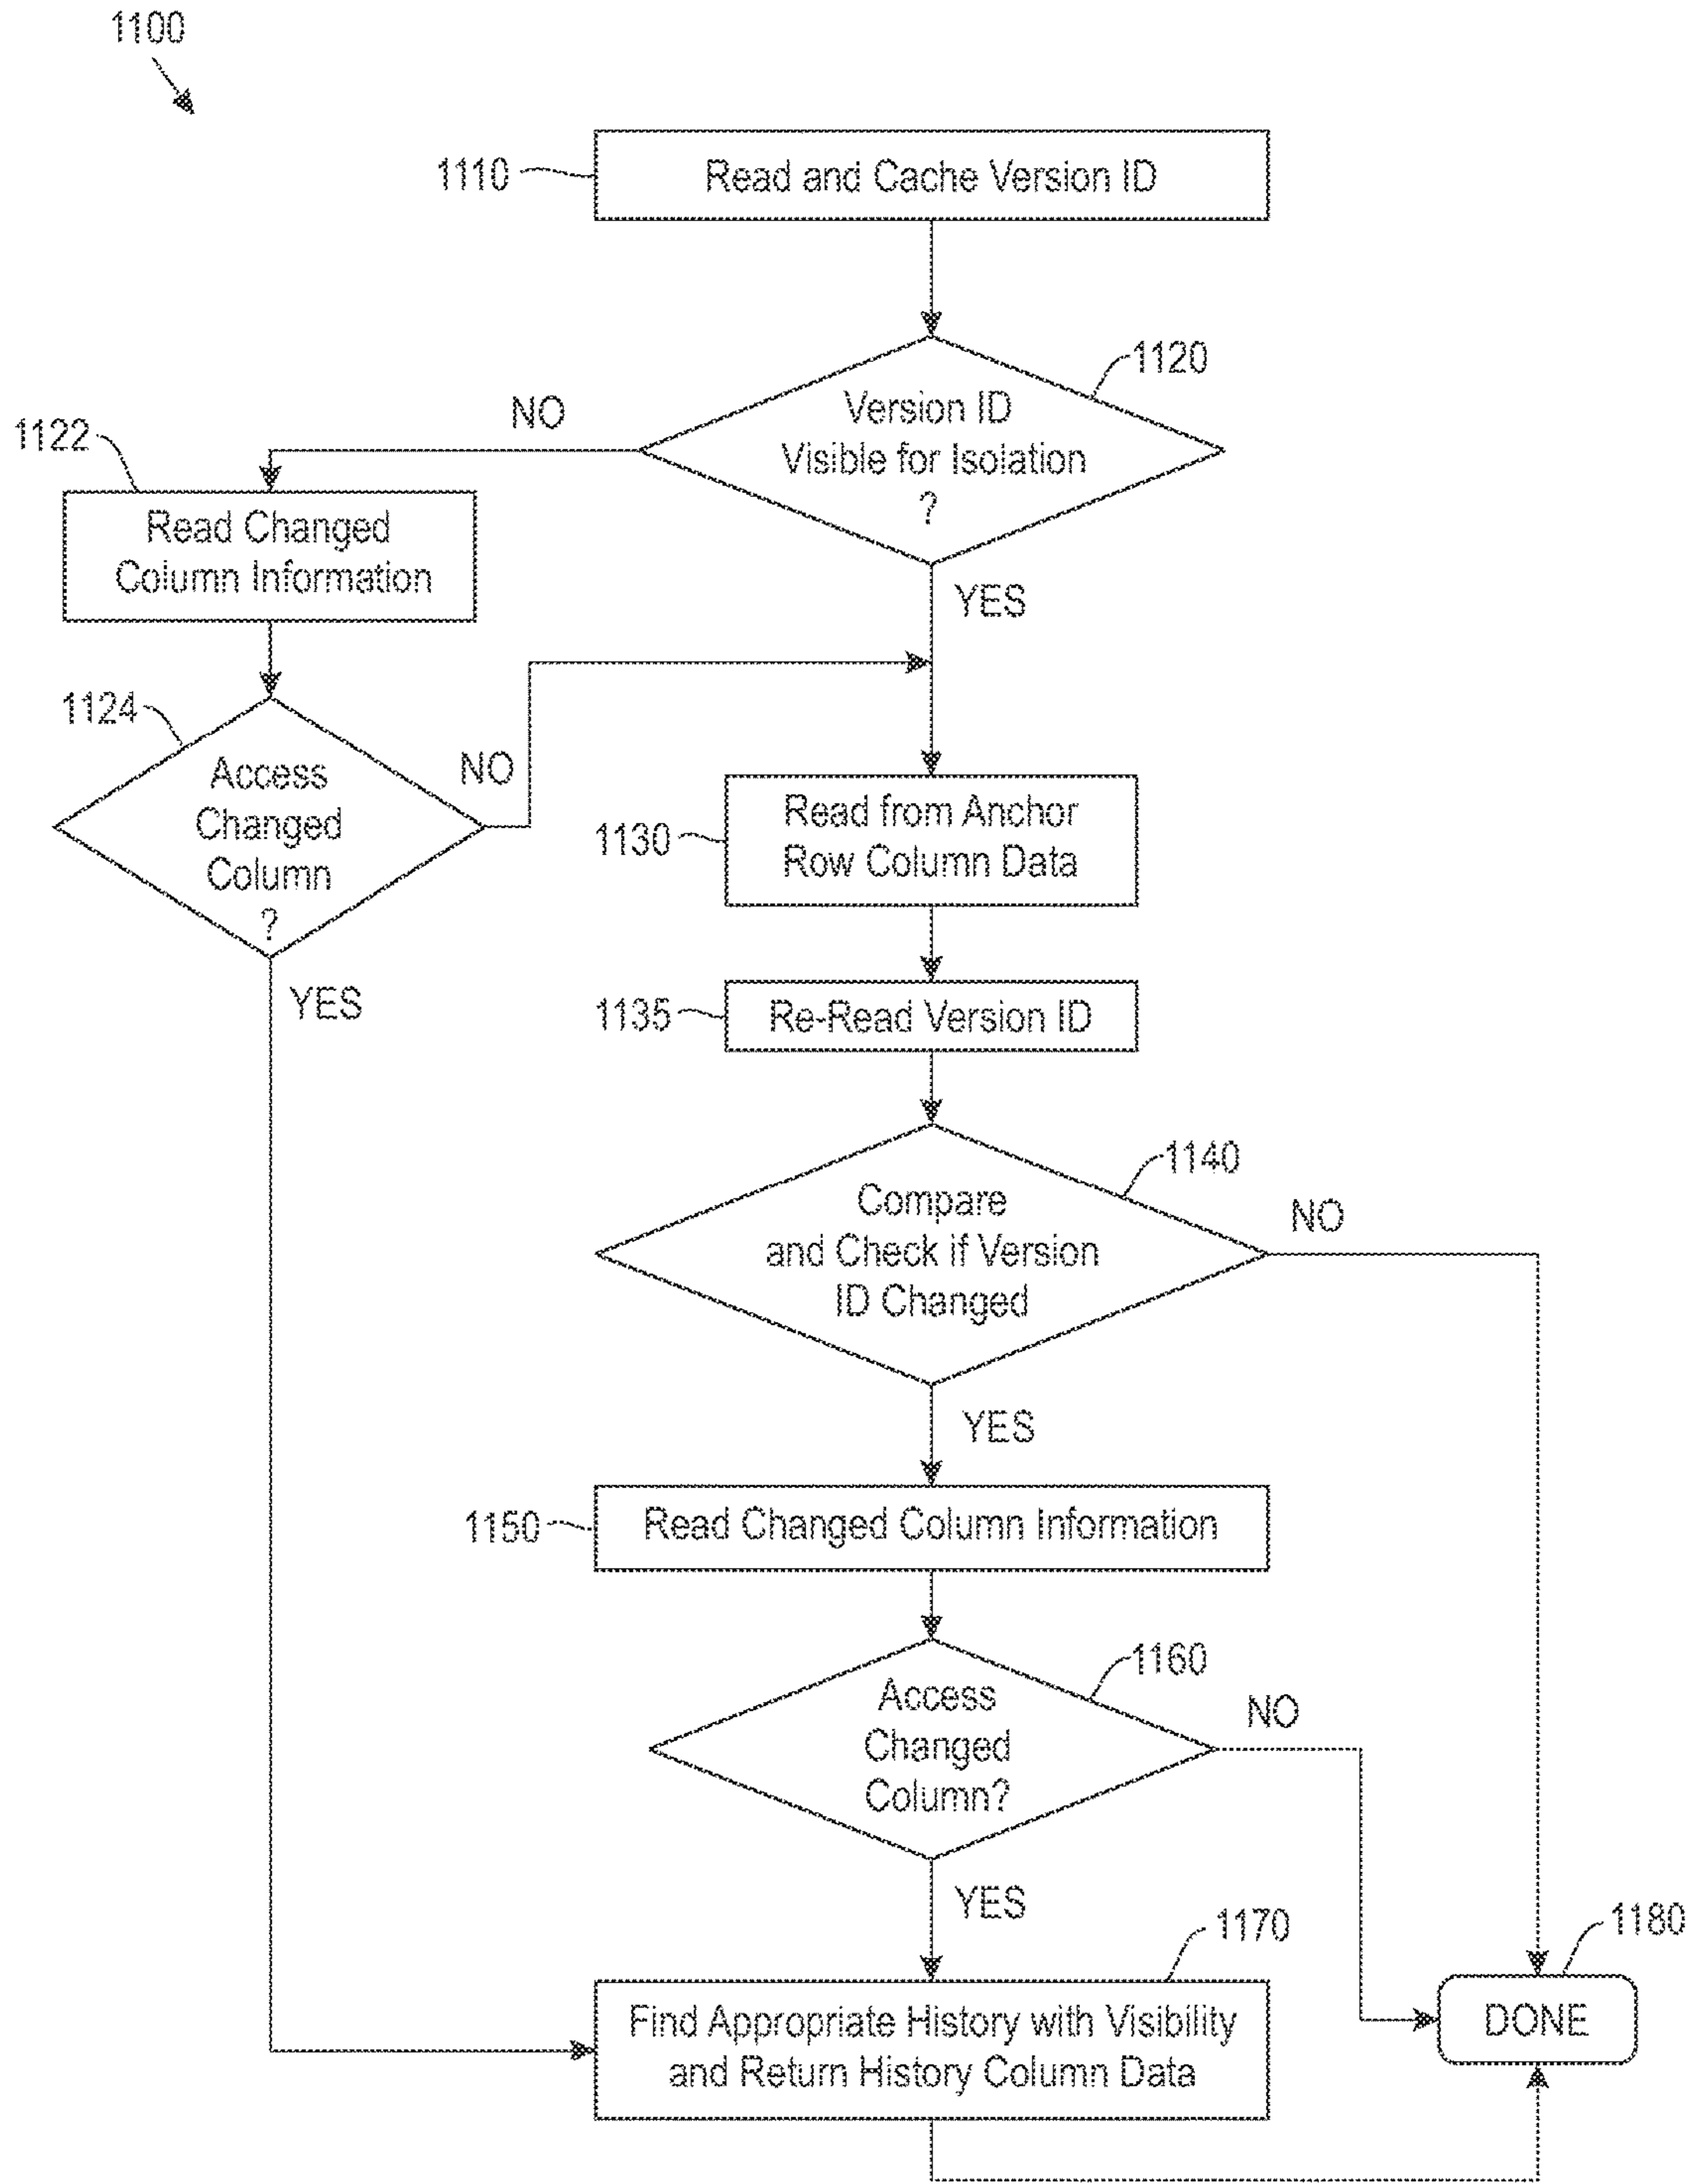 1100
1110
Read and Cache Version ID
1120
Version ID
Visible for Isolation
?
NO
YES
1122
Read Changed
Column Information
1124
Access
Changed
Column
?
NO
YES
1130
Read from Anchor
Row Column Data
1135
Re-Read Version ID
1140
Compare
and Check if Version
ID Changed
NO
YES
1150
Read Changed Column Information
1160
Access
Changed
Column?
NO
YES
1170
Find Appropriate History with Visibility
and Return History Column Data
1180
DONE